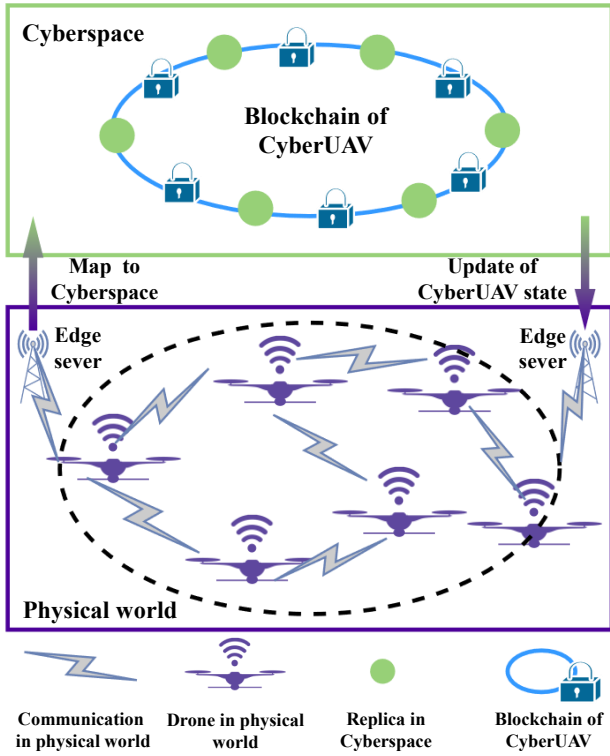 Cyberspace
Blockchain of
CyberUAV
Map to
Cyberspace
Update of
CyberUAV state
Edge
sever
Edge
sever
Physical world
Communication
in physical world
Drone in physical
world
Replica in
Cyberspace
Blockchain of
CyberUAV